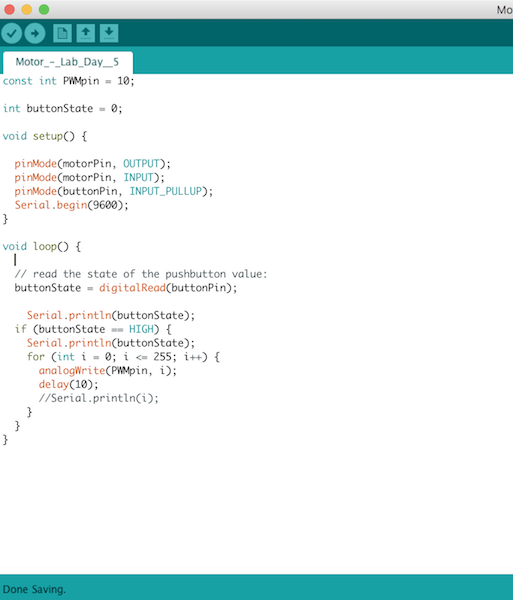 Mo
Motor_-_Lab_Day__5
const int PWMpin = 10;
int buttonState = 0;
void setup() {
pinMode(motorPin, OUTPUT);
pinMode(motorPin, INPUT);
pinMode(buttonPin, INPUT_PULLUP);
Serial.begin(9600);
}
void loop() {
// read the state of the pushbutton value:
buttonState = digitalRead(buttonPin);
Serial.println(buttonState);
if (buttonState == HIGH) {
Serial.println(buttonState);
for (int i = 0; i <= 255; i++) {
analogWrite(PWMpin, i);
delay(10);
//Serial.println(i);
}
}
}
Done Saving.